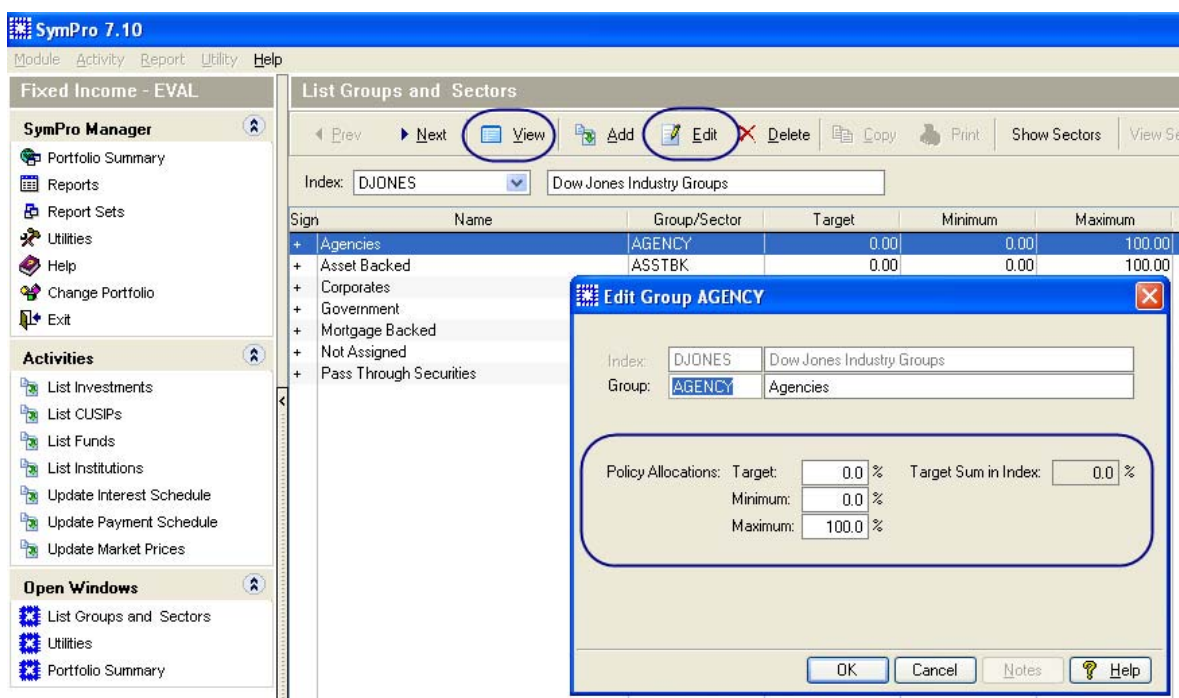 SymPro 7.10
Module Activity Report Utility Help
Fixed Income - EVAL
SymPro Manager
Portfolio Summary
Reports
Report Sets
Utilities
Help
Change Portfolio
Exit
Activities
List Investments
List CUSIPs
List Funds
List Institutions
Update Interest Schedule
Update Payment Schedule
Update Market Prices
Open Windows
List Groups and Sectors
Utilities
Portfolio Summary
List Groups and Sectors
Prev Next View Add Edit Delete Copy Print Show Sectors View Se
Index: DJONES Dow Jones Industry Groups
Sign Name Group/Sector Target Minimum Maximum
+ Agencies AGENCY 0.00 0.00 100.00
+ Asset Backed ASSTBK 0.00 0.00 100.00
+ Corporates
+ Government
+ Mortgage Backed
+ Not Assigned
+ Pass Through Securities
Edit Group AGENCY
Index: DJONES Dow Jones Industry Groups
Group: AGENCY Agencies
Policy Allocations: Target: 0.0 % Target Sum in Index: 0.0 %
Minimum: 0.0 %
Maximum: 100.0 %
OK Cancel Notes Help